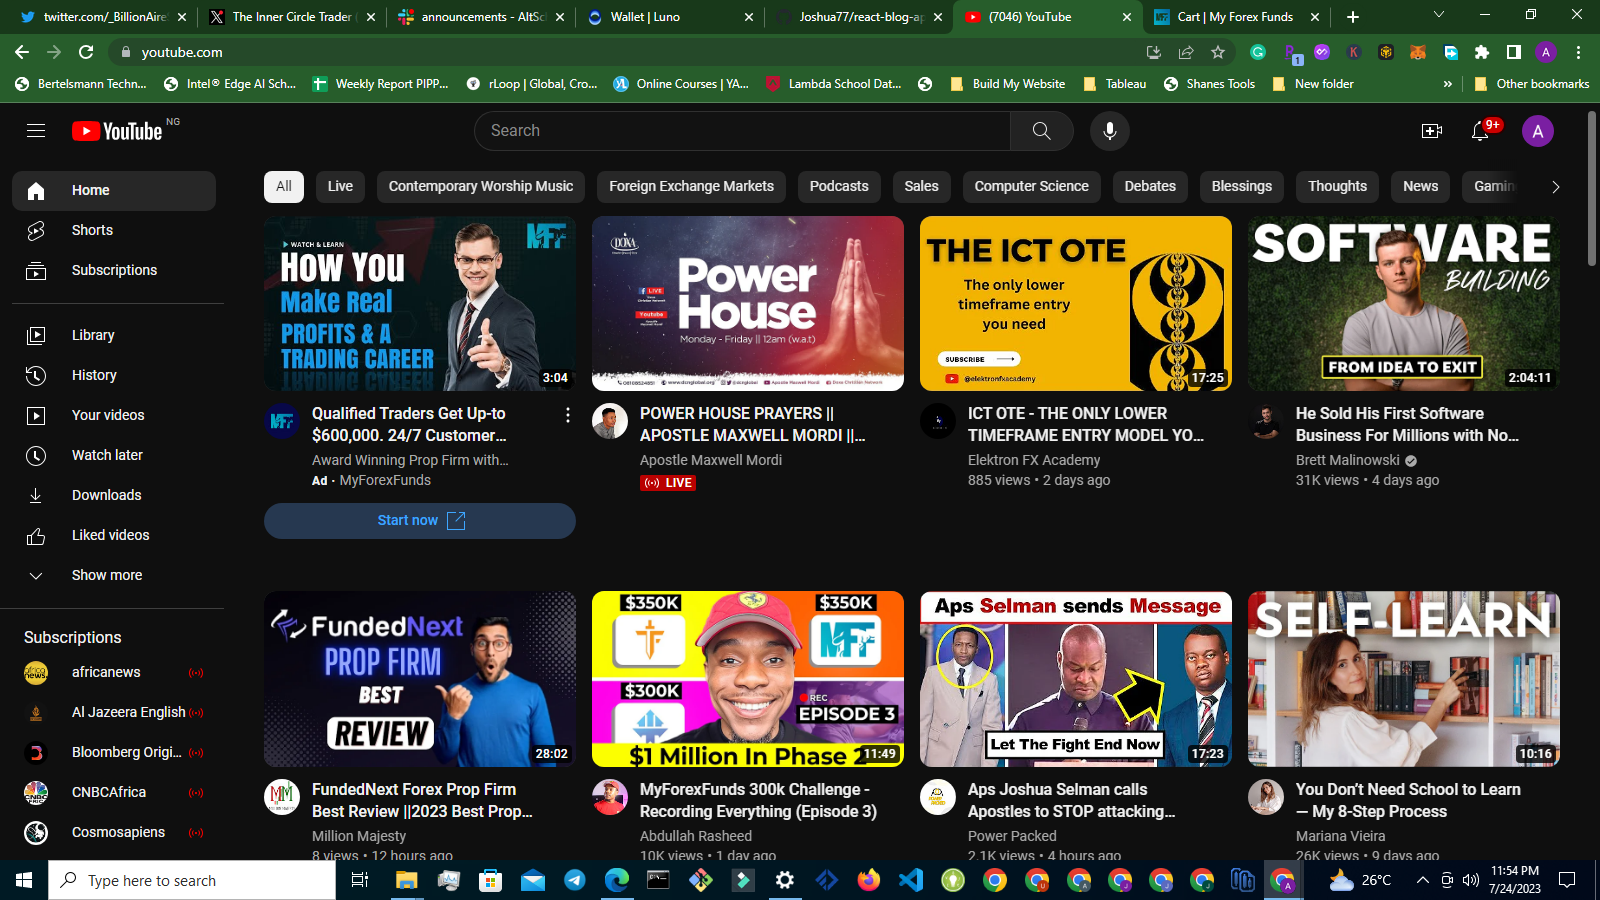 twitter.com/_BillionAireS
The Inner Circle Trader (
announcements - AltSc
Wallet | Luno
Joshua77/react-blog-ap
(7046) YouTube
Cart | My Forex Funds
youtube.com
1
A
Bertelsmann Techn...
Intel® Edge AI Sch...
Weekly Report PIPP...
rLoop | Global, Cro...
Online Courses | YA...
Lambda School Dat...
Build My Website
Tableau
Shanes Tools
New folder
»
Other bookmarks
YouTube NG
Search
9+
A
Home
Shorts
Subscriptions
Library
History
Your videos
Watch later
Downloads
Liked videos
Show more
Subscriptions
africanews
Al Jazeera English
Bloomberg Origi...
CNBCAfrica
Cosmosapiens
All
Live
Contemporary Worship Music
Foreign Exchange Markets
Podcasts
Sales
Computer Science
Debates
Blessings
Thoughts
News
Gamin
WATCH & LEARN
HOW YOU
Make Real
PROFITS & A
TRADING CAREER
MFF
3:04
Qualified Traders Get Up-to
$600,000. 24/7 Customer...
Award Winning Prop Firm with...
Ad · MyForexFunds
Start now
DOXA
Power
House
LIVE
Youtube
Monday - Friday || 12am (w.a.t)
POWER HOUSE PRAYERS ||
APOSTLE MAXWELL MORDI ||...
Apostle Maxwell Mordi
LIVE
THE ICT OTE
The only lower
timeframe entry
you need
SUBSCRIBE
@elektronfxacademy
17:25
ICT OTE - THE ONLY LOWER
TIMEFRAME ENTRY MODEL YO...
Elektron FX Academy
885 views • 2 days ago
SOFTWARE
BUILDING
FROM IDEA TO EXIT
2:04:11
He Sold His First Software
Business For Millions with No...
Brett Malinowski
31K views • 4 days ago
FundedNext
PROP FIRM
BEST
REVIEW
28:02
FundedNext Forex Prop Firm
Best Review ||2023 Best Prop...
Million Majesty
8 views • 12 hours ago
$350K
$350K
MFF
$300K
REC
EPISODE 3
$1 Million In Phase 2
11:49
MyForexFunds 300k Challenge -
Recording Everything (Episode 3)
Abdullah Rasheed
10K views • 1 day ago
Aps Selman sends Message
Let The Fight End Now
17:23
Aps Joshua Selman calls
Apostles to STOP attacking...
Power Packed
2.1K views • 4 hours ago
SELF-LEARN
10:16
You Don't Need School to Learn
— My 8-Step Process
Mariana Vieira
26K views • 9 days ago
Type here to search
26°C
11:54 PM
7/24/2023